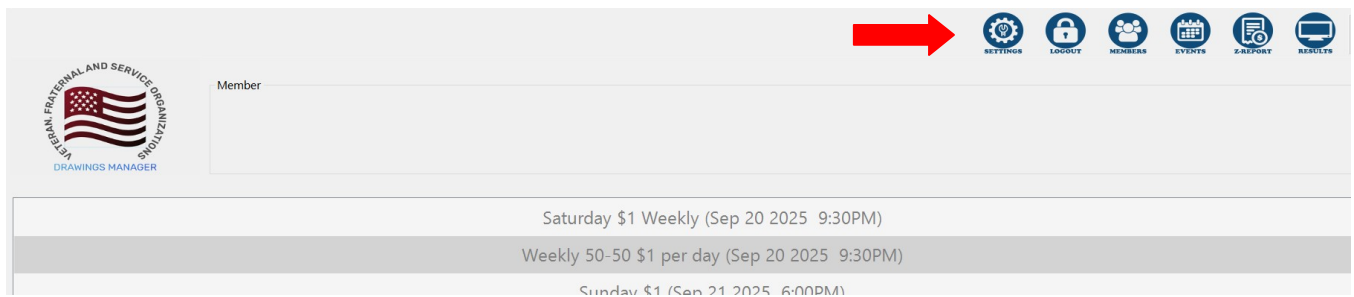 SETTINGS LOGOUT MEMBERS EVENTS Z-REPORT RESULTS
VETERAN. FRATERNAL AND SERVICE ORGANIZATIONS
DRAWINGS MANAGER
Member
Saturday $1 Weekly (Sep 20 2025 9:30PM)
Weekly 50-50 $1 per day (Sep 20 2025 9:30PM)
Sunday $1 (Sep 21 2025 6:00PM)